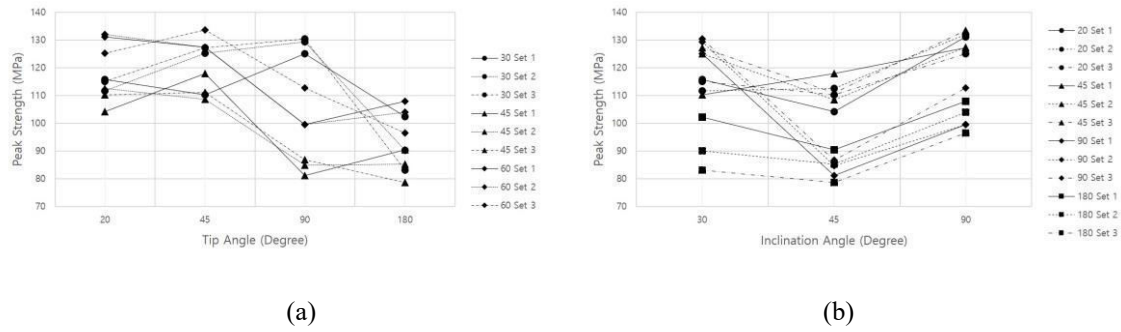 Peak Strength (MPa)
140
130
120
110
100
90
80
70
20
45
90
180
Tip Angle (Degree)
30 Set 1
30 Set 2
30 Set 3
45 Set 1
45 Set 2
45 Set 3
60 Set 1
60 Set 2
60 Set 3
(a)
Peak Strength (MPa)
140
130
120
110
100
90
80
70
30
45
90
Inclination Angle (Degree)
20 Set 1
20 Set 2
20 Set 3
45 Set 1
45 Set 2
45 Set 3
90 Set 1
90 Set 2
90 Set 3
180 Set 1
180 Set 2
180 Set 3
(b)